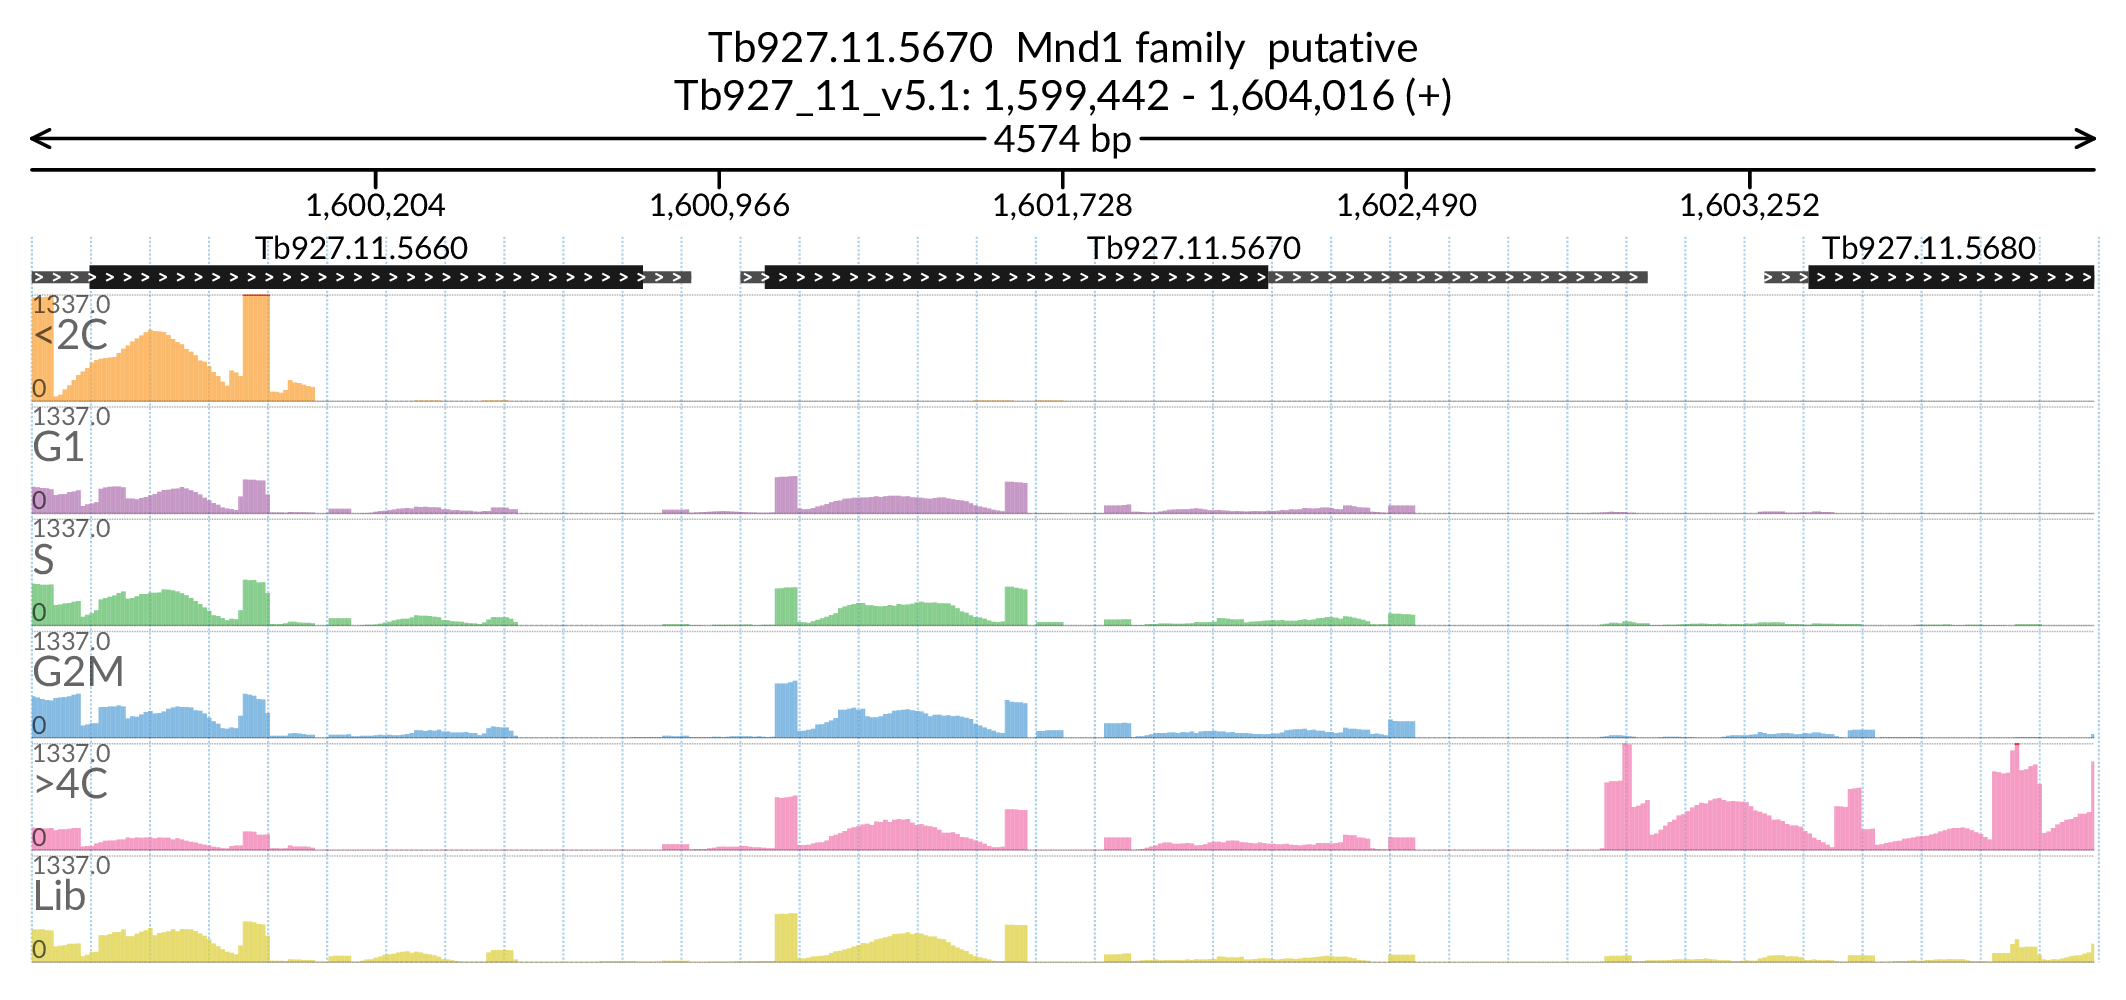 Tb927.11.5670  Mnd1 family  putative
Tb927_11_v5.1: 1,599,442 - 1,604,016 (+)
4574 bp
1,600,204 1,600,966 1,601,728 1,602,490 1,603,252
Tb927.11.5660 Tb927.11.5670 Tb927.11.5680
1337.0
<2C
0
1337.0
G1
0
1337.0
S
0
1337.0
G2M
0
1337.0
>4C
0
1337.0
Lib
0